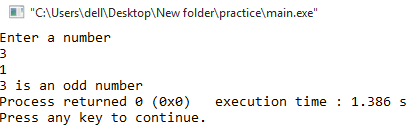 "C:\Users\dell\Desktop\New folder\practice\main.exe"
Enter a number
3
1
3 is an odd number
Process returned 0 (0x0)   execution time : 1.386 s
Press any key to continue.